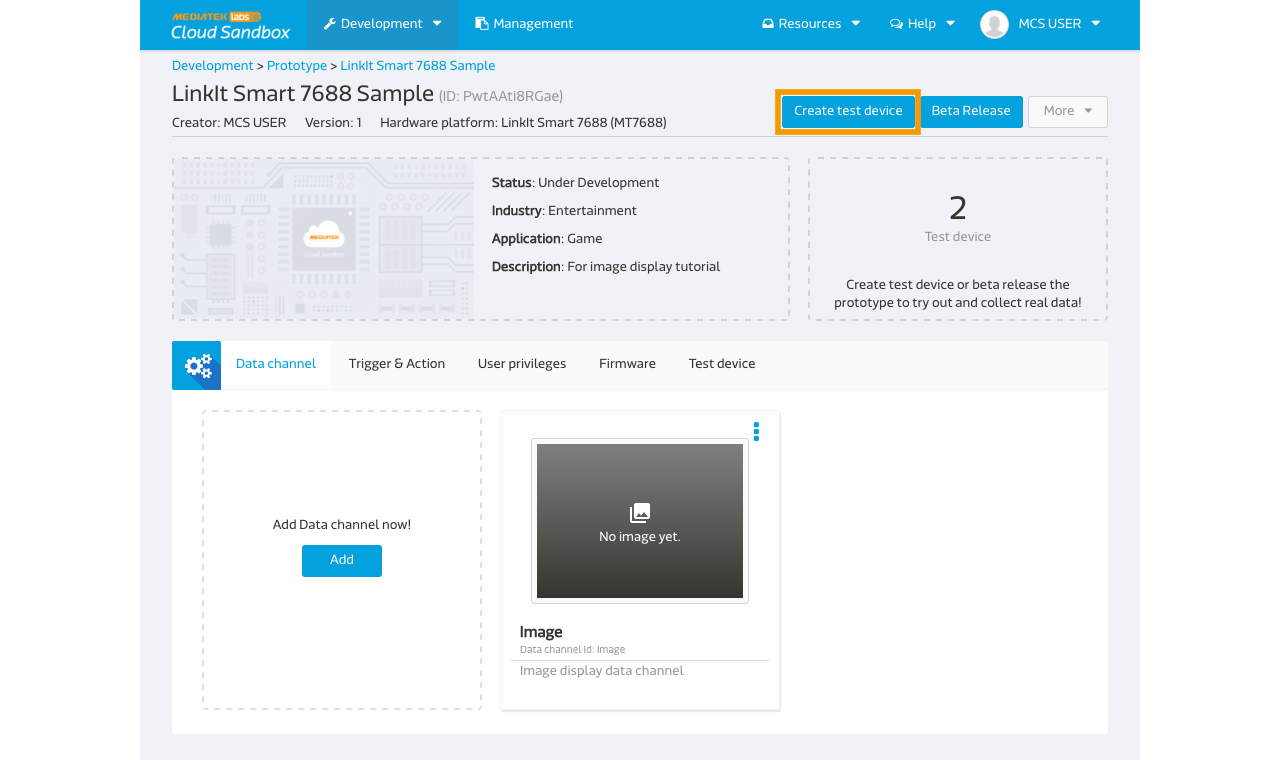 MEDIATEK labs
Cloud Sandbox
Development
Management
Resources
Help
MCS USER
Development > Prototype > LinkIt Smart 7688 Sample
LinkIt Smart 7688 Sample (ID: PwtAAti8RGae)
Creator: MCS USER Version: 1 Hardware platform: LinkIt Smart 7688 (MT7688)
Create test device
Beta Release
More
MEDIATEK
Cloud Sandbox
Status: Under Development
Industry: Entertainment
Application: Game
Description: For image display tutorial
2
Test device
Create test device or beta release the
prototype to try out and collect real data!
Data channel
Trigger & Action
User privileges
Firmware
Test device
Add Data channel now!
Add
No image yet.
Image
Data channel Id: Image
Image display data channel